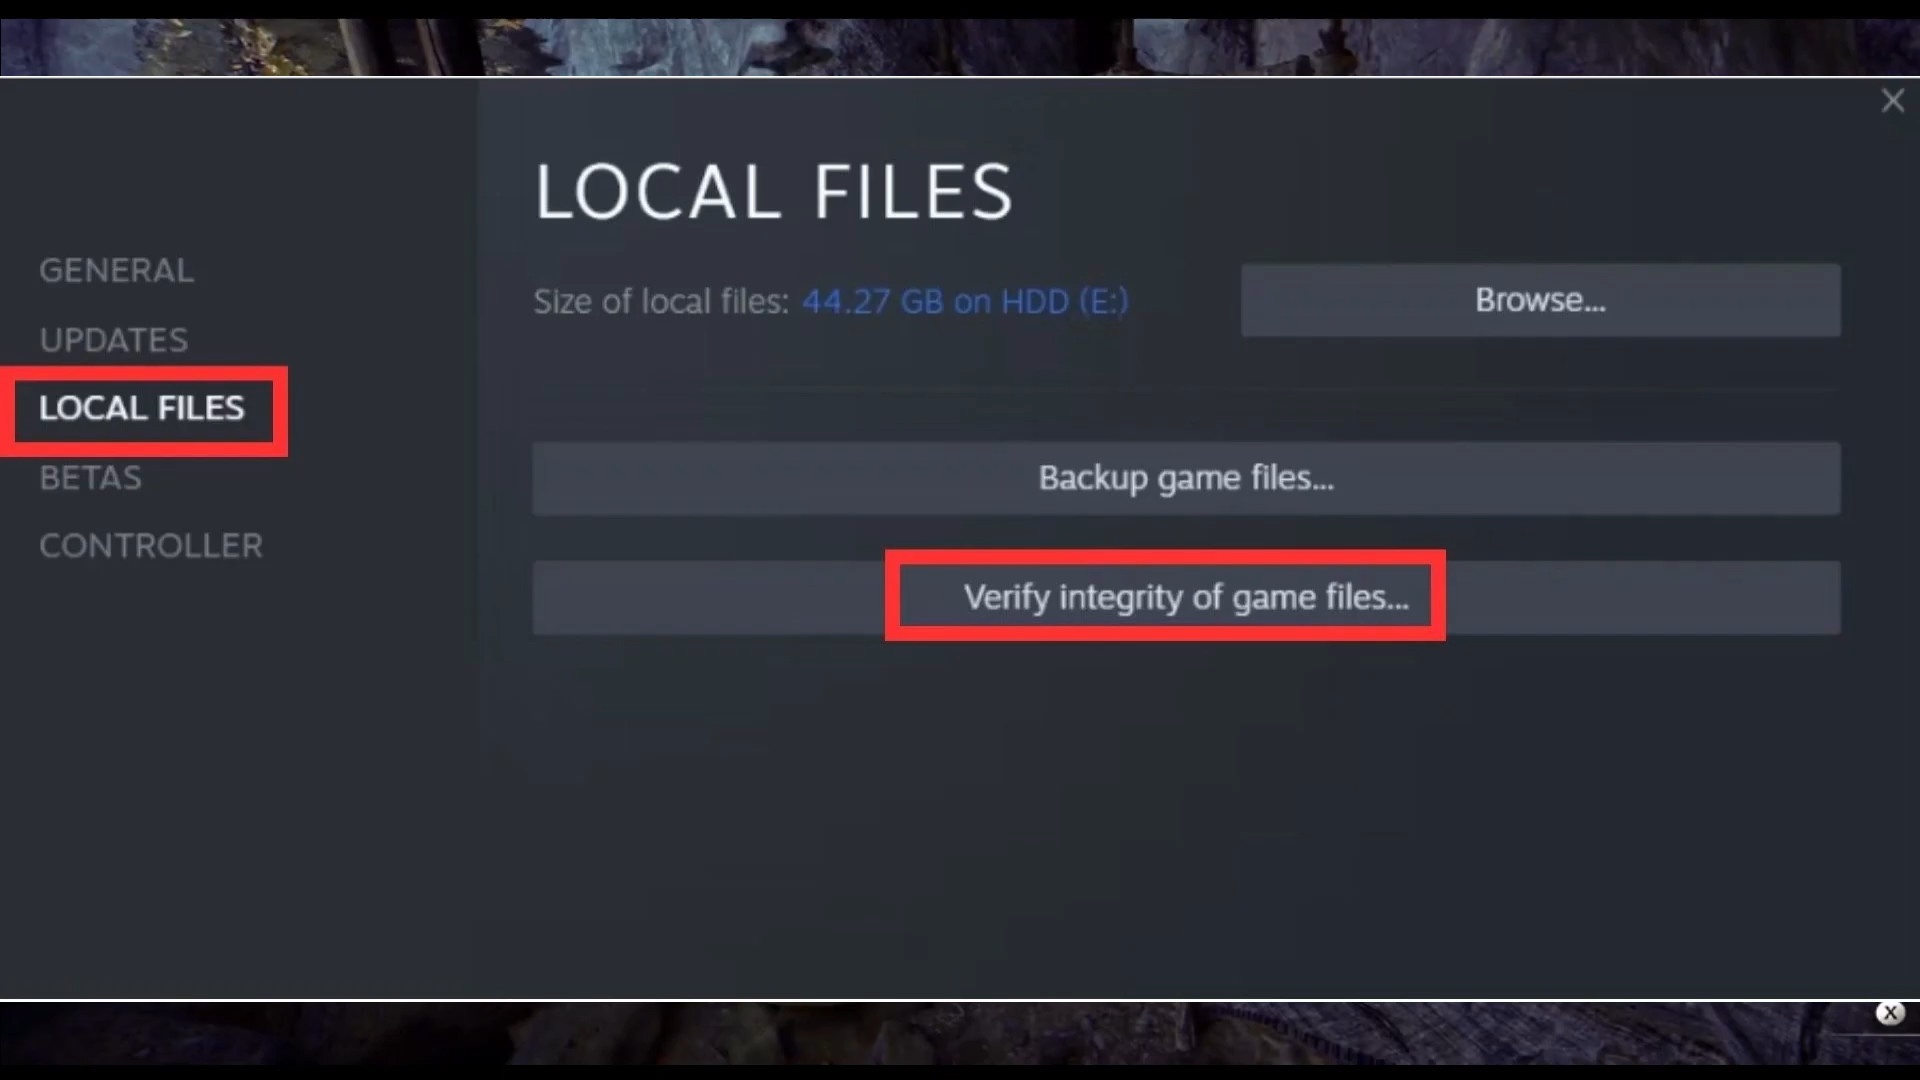 LOCAL FILES
GENERAL
UPDATES
LOCAL FILES
BETAS
CONTROLLER
Size of local files: 44.27 GB on HDD (E:)
Browse...
Backup game files...
Verify integrity of game files...